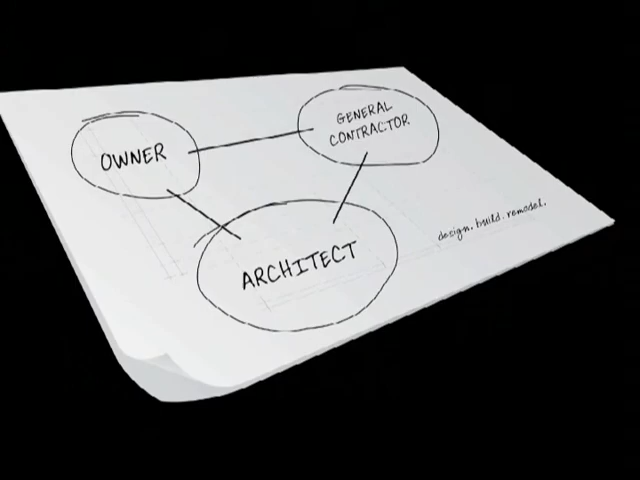 OWNER
GENERAL
CONTRACTOR
ARCHITECT
design. build. remodel.